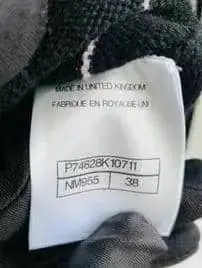 MADE IN UNITED KINGDOM
FABRIQUE EN ROYAUME-UNI
P74628K10711
NM955 38